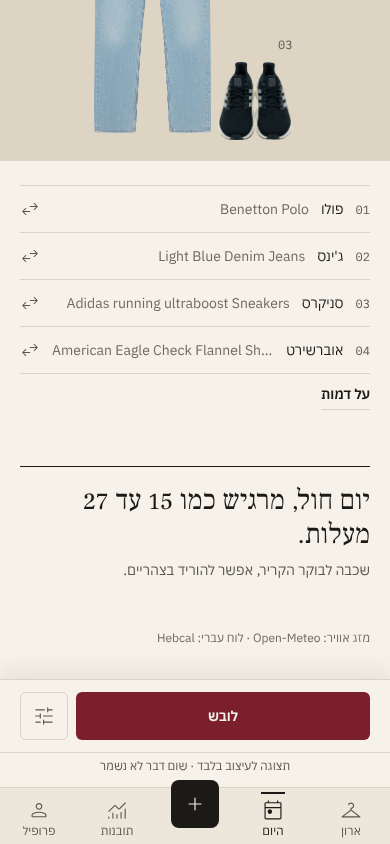 03
01 פולו Benetton Polo
02 ג'ינס Light Blue Denim Jeans
03 סניקרס Adidas running ultraboost Sneakers
04 אוברשירט American Eagle Check Flannel Sh...
על דמות
יום חול, מרגיש כמו 15 עד 27
מעלות.
שכבה לבוקר הקריר, אפשר להוריד בצהריים.
מזג אוויר: Open-Meteo · לוח עברי: Hebcal
לובש
תצוגה לעיצוב בלבד · שום דבר לא נשמר
ארון
היום
תובנות
פרופיל